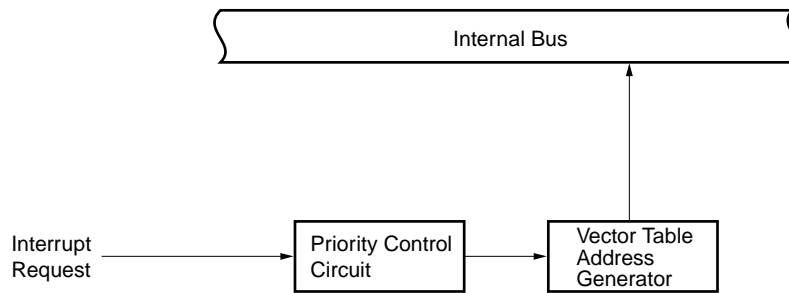 Internal Bus
Interrupt
Request
Priority Control
Circuit
Vector Table
Address
Generator